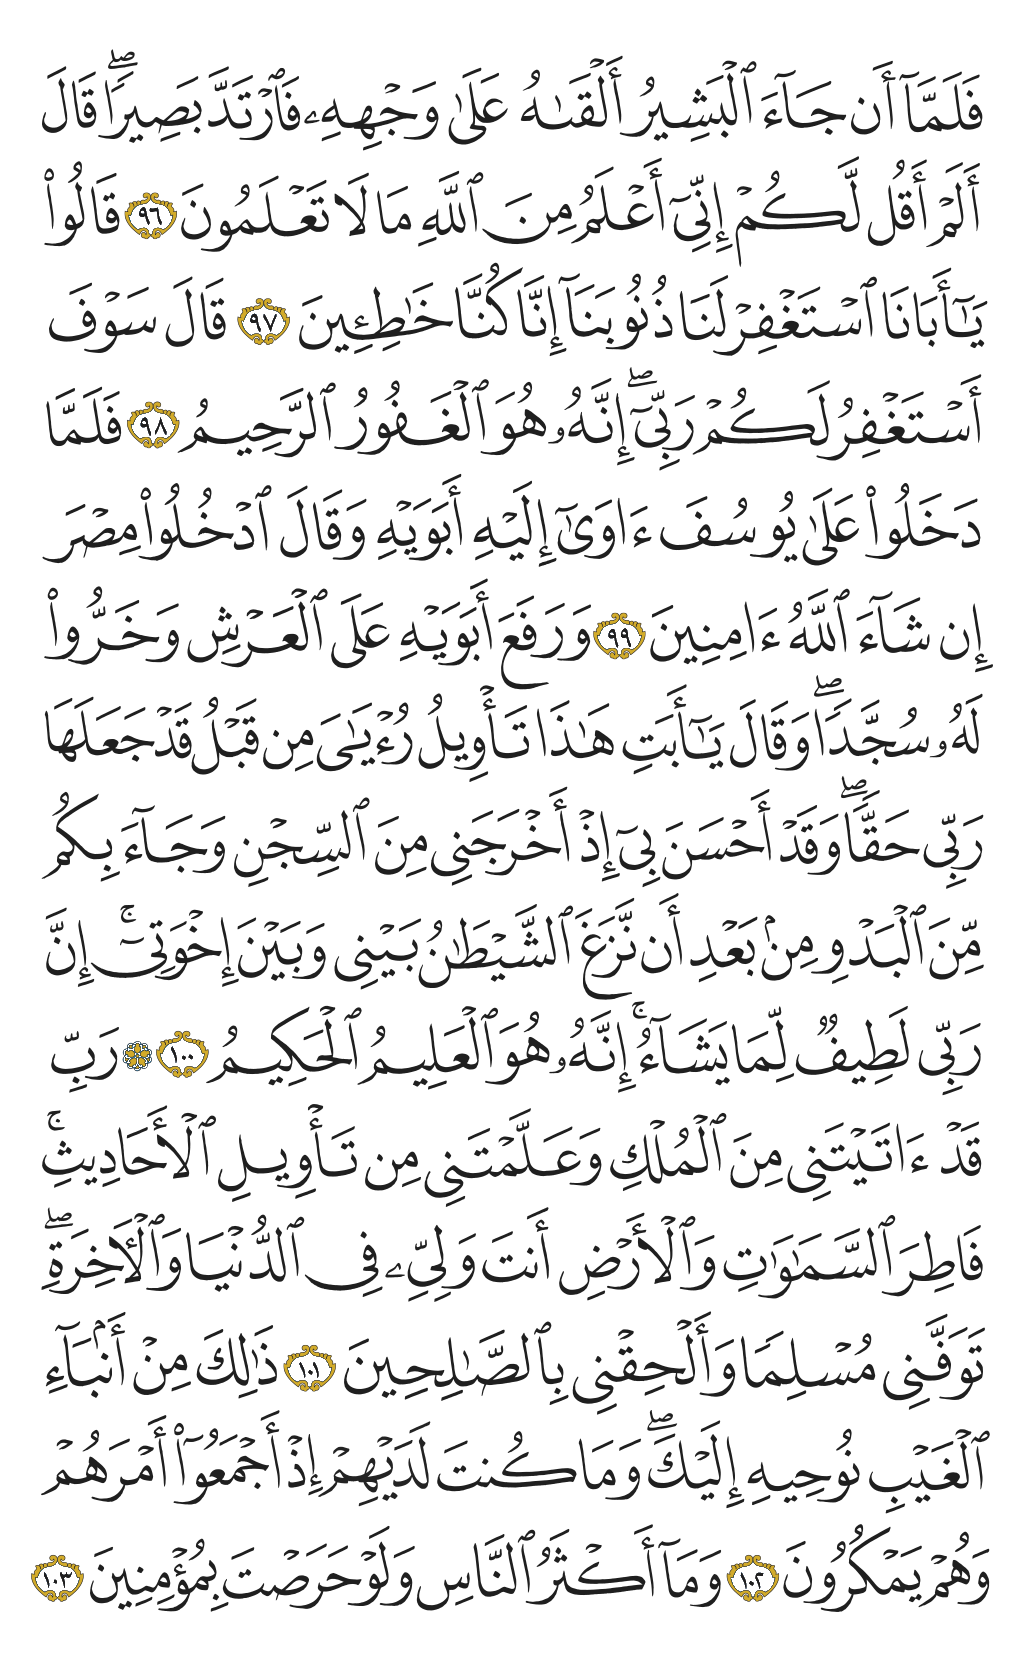 فَلَمَّآ أَن جَآءَ ٱلۡبَشِيرُ أَلۡقَىٰهُ عَلَىٰ وَجۡهِهِۦ فَٱرۡتَدَّ بَصِيرٗاۖ قَالَ
أَلَمۡ أَقُل لَّكُمۡ إِنِّيٓ أَعۡلَمُ مِنَ ٱللَّهِ مَا لَا تَعۡلَمُونَ ٩٦ قَالُواْ
يَٰٓأَبَانَا ٱسۡتَغۡفِرۡ لَنَا ذُنُوبَنَآ إِنَّا كُنَّا خَٰطِـِٔينَ ٩٧ قَالَ سَوۡفَ
أَسۡتَغۡفِرُ لَكُمۡ رَبِّيٓۖ إِنَّهُۥ هُوَ ٱلۡغَفُورُ ٱلرَّحِيمُ ٩٨ فَلَمَّا
دَخَلُواْ عَلَىٰ يُوسُفَ ءَاوَىٰٓ إِلَيۡهِ أَبَوَيۡهِ وَقَالَ ٱدۡخُلُواْ مِصۡرَ
إِن شَآءَ ٱللَّهُ ءَامِنِينَ ٩٩ وَرَفَعَ أَبَوَيۡهِ عَلَى ٱلۡعَرۡشِ وَخَرُّواْ
لَهُۥ سُجَّدٗاۖ وَقَالَ يَٰٓأَبَتِ هَٰذَا تَأۡوِيلُ رُءۡيَٰيَ مِن قَبۡلُ قَدۡ جَعَلَهَا
رَبِّي حَقّٗاۖ وَقَدۡ أَحۡسَنَ بِيٓ إِذۡ أَخۡرَجَنِي مِنَ ٱلسِّجۡنِ وَجَآءَ بِكُم
مِّنَ ٱلۡبَدۡوِ مِنۢ بَعۡدِ أَن نَّزَغَ ٱلشَّيۡطَٰنُ بَيۡنِي وَبَيۡنَ إِخۡوَتِيٓۚ إِنَّ
رَبِّي لَطِيفٞ لِّمَا يَشَآءُۚ إِنَّهُۥ هُوَ ٱلۡعَلِيمُ ٱلۡحَكِيمُ ١٠٠ ۞ رَبِّ
قَدۡ ءَاتَيۡتَنِي مِنَ ٱلۡمُلۡكِ وَعَلَّمۡتَنِي مِن تَأۡوِيلِ ٱلۡأَحَادِيثِۚ
فَاطِرَ ٱلسَّمَٰوَٰتِ وَٱلۡأَرۡضِ أَنتَ وَلِيِّۦ فِي ٱلدُّنۡيَا وَٱلۡأٓخِرَةِۖ
تَوَفَّنِي مُسۡلِمٗا وَأَلۡحِقۡنِي بِٱلصَّٰلِحِينَ ١٠١ ذَٰلِكَ مِنۡ أَنۢبَآءِ
ٱلۡغَيۡبِ نُوحِيهِ إِلَيۡكَۖ وَمَا كُنتَ لَدَيۡهِمۡ إِذۡ أَجۡمَعُوٓاْ أَمۡرَهُمۡ
وَهُمۡ يَمۡكُرُونَ ١٠٢ وَمَآ أَكۡثَرُ ٱلنَّاسِ وَلَوۡ حَرَصۡتَ بِمُؤۡمِنِينَ ١٠٣